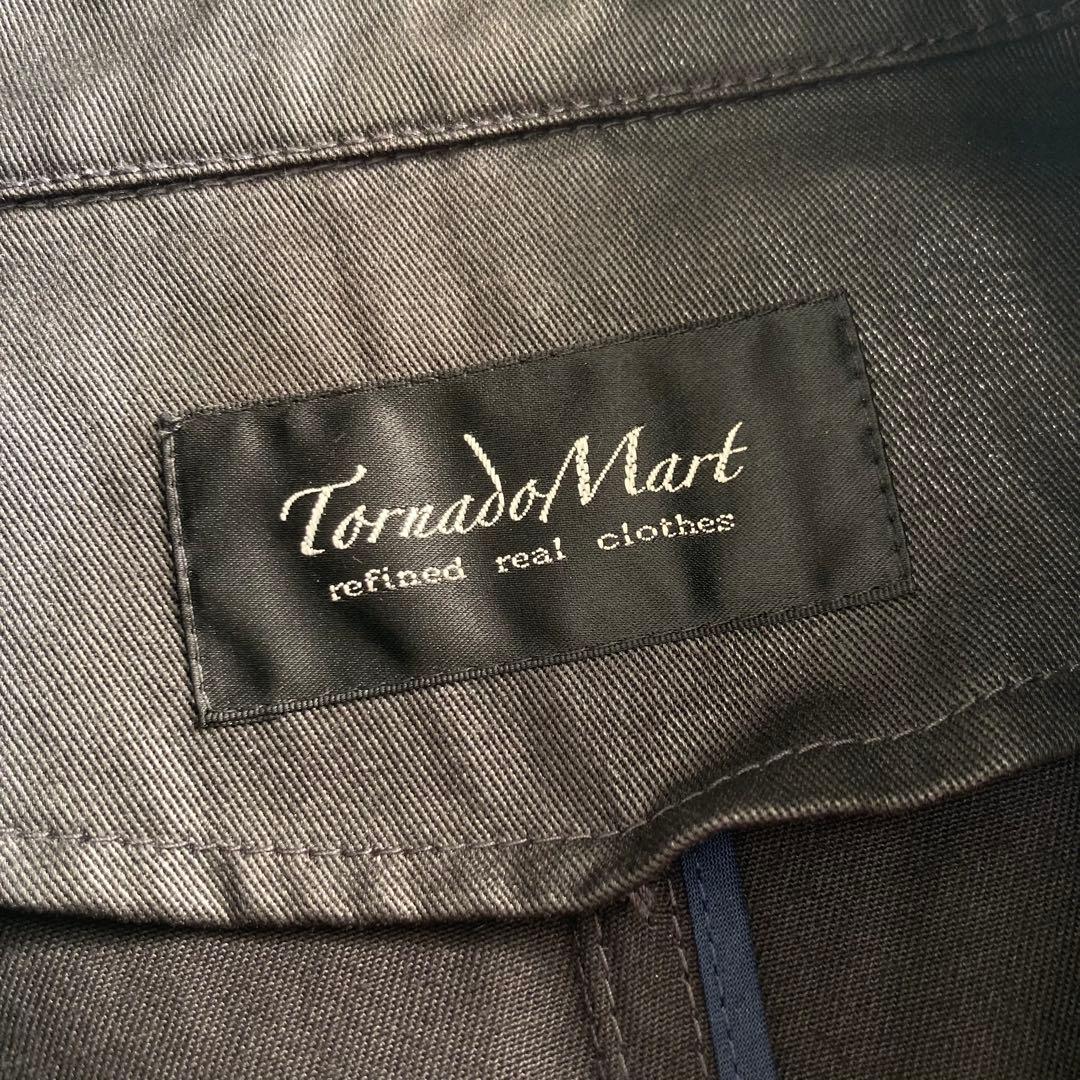 TornadoMart
refined real clothes